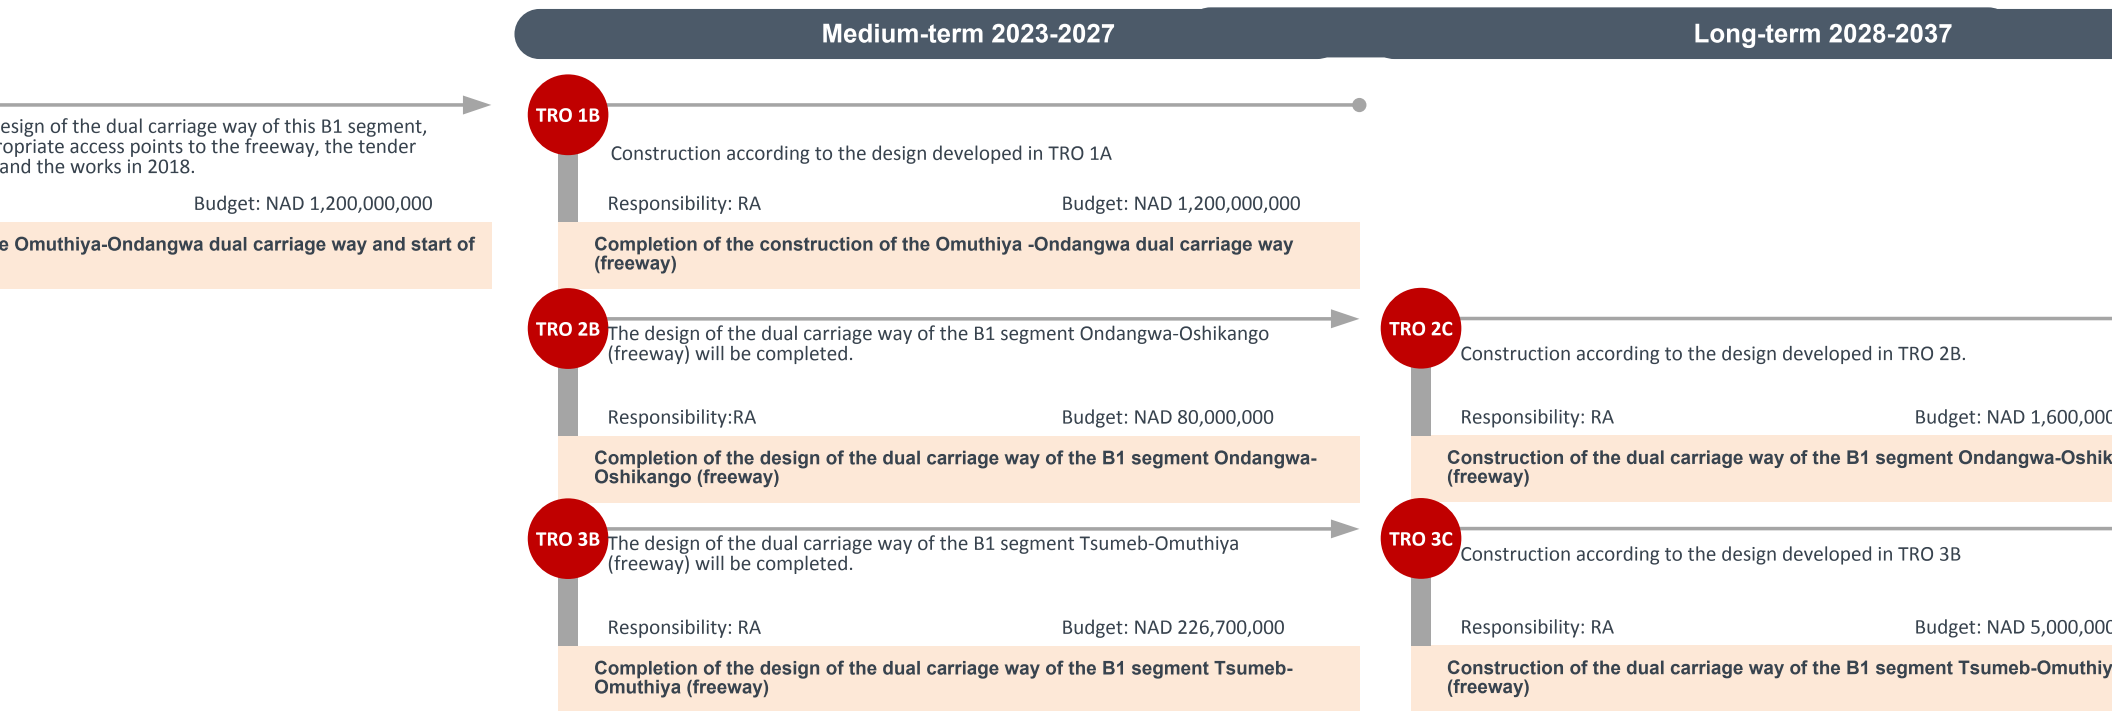 Medium-term 2023-2027
Long-term 2028-2037
esign of the dual carriage way of this B1 segment,
ropriate access points to the freeway, the tender
and the works in 2018.
Budget: NAD 1,200,000,000
e Omuthiya-Ondangwa dual carriage way and start of
TRO 1B
Construction according to the design developed in TRO 1A
Responsibility: RA
Budget: NAD 1,200,000,000
Completion of the construction of the Omuthiya -Ondangwa dual carriage way
(freeway)
TRO 2B
The design of the dual carriage way of the B1 segment Ondangwa-Oshikango
(freeway) will be completed.
Responsibility:RA
Budget: NAD 80,000,000
Completion of the design of the dual carriage way of the B1 segment Ondangwa-
Oshikango (freeway)
TRO 2C
Construction according to the design developed in TRO 2B.
Responsibility: RA
Budget: NAD 1,600,000
Construction of the dual carriage way of the B1 segment Ondangwa-Oshik
(freeway)
TRO 3B
The design of the dual carriage way of the B1 segment Tsumeb-Omuthiya
(freeway) will be completed.
Responsibility: RA
Budget: NAD 226,700,000
Completion of the design of the dual carriage way of the B1 segment Tsumeb-
Omuthiya (freeway)
TRO 3C
Construction according to the design developed in TRO 3B
Responsibility: RA
Budget: NAD 5,000,000
Construction of the dual carriage way of the B1 segment Tsumeb-Omuthiy
(freeway)